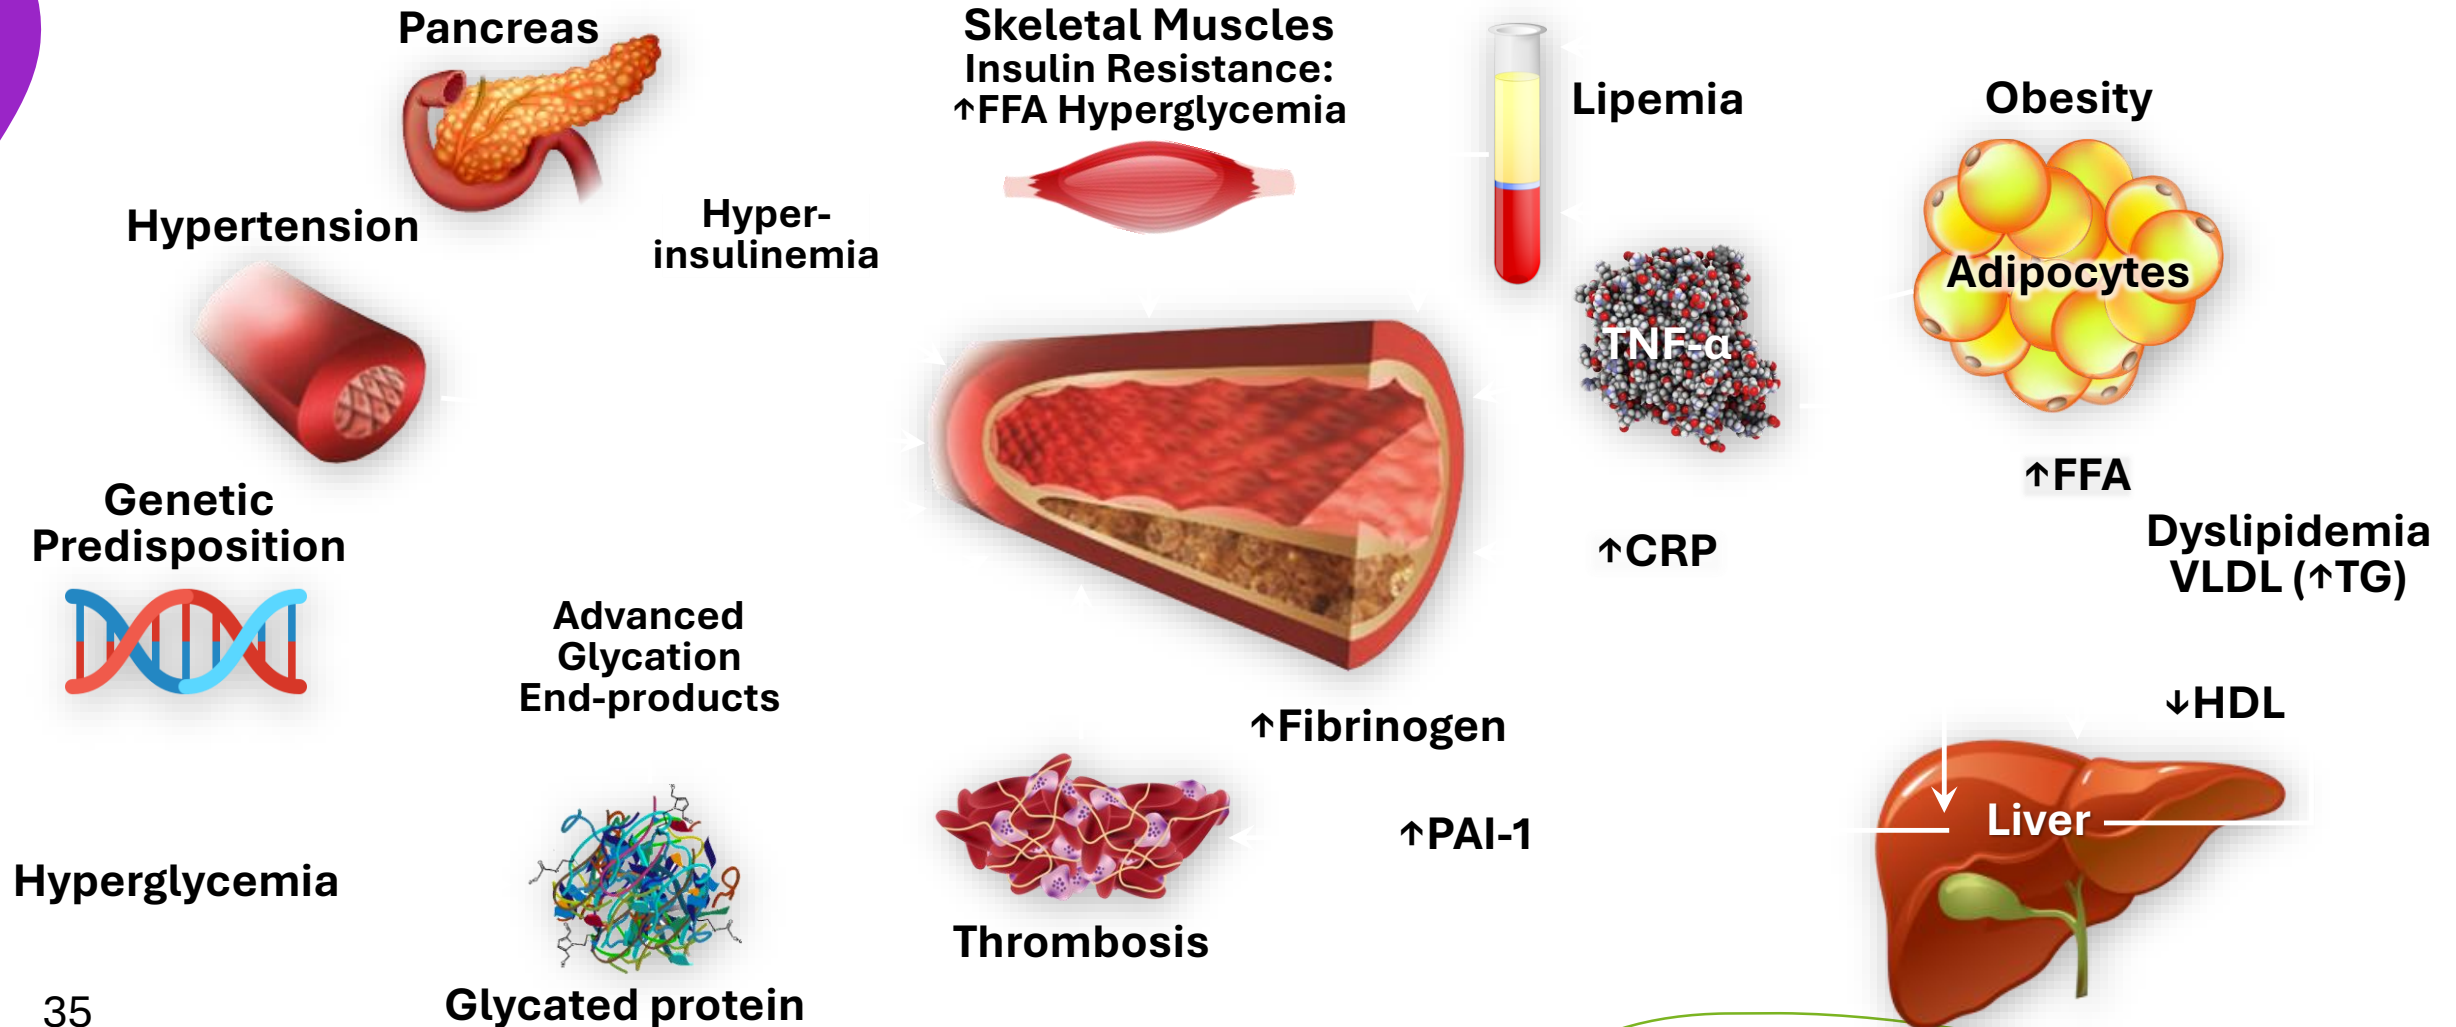 Pancreas
Skeletal Muscles
Insulin Resistance:
↑FFA Hyperglycemia
Lipemia
Obesity
Hypertension
Hyper-
insulinemia
Adipocytes
TNF-α
Genetic
Predisposition
↑FFA
Dyslipidemia
VLDL (↑TG)
↑CRP
Advanced
Glycation
End-products
↑Fibrinogen
↓HDL
Liver
↑PAI-1
Hyperglycemia
Thrombosis
Glycated protein
35